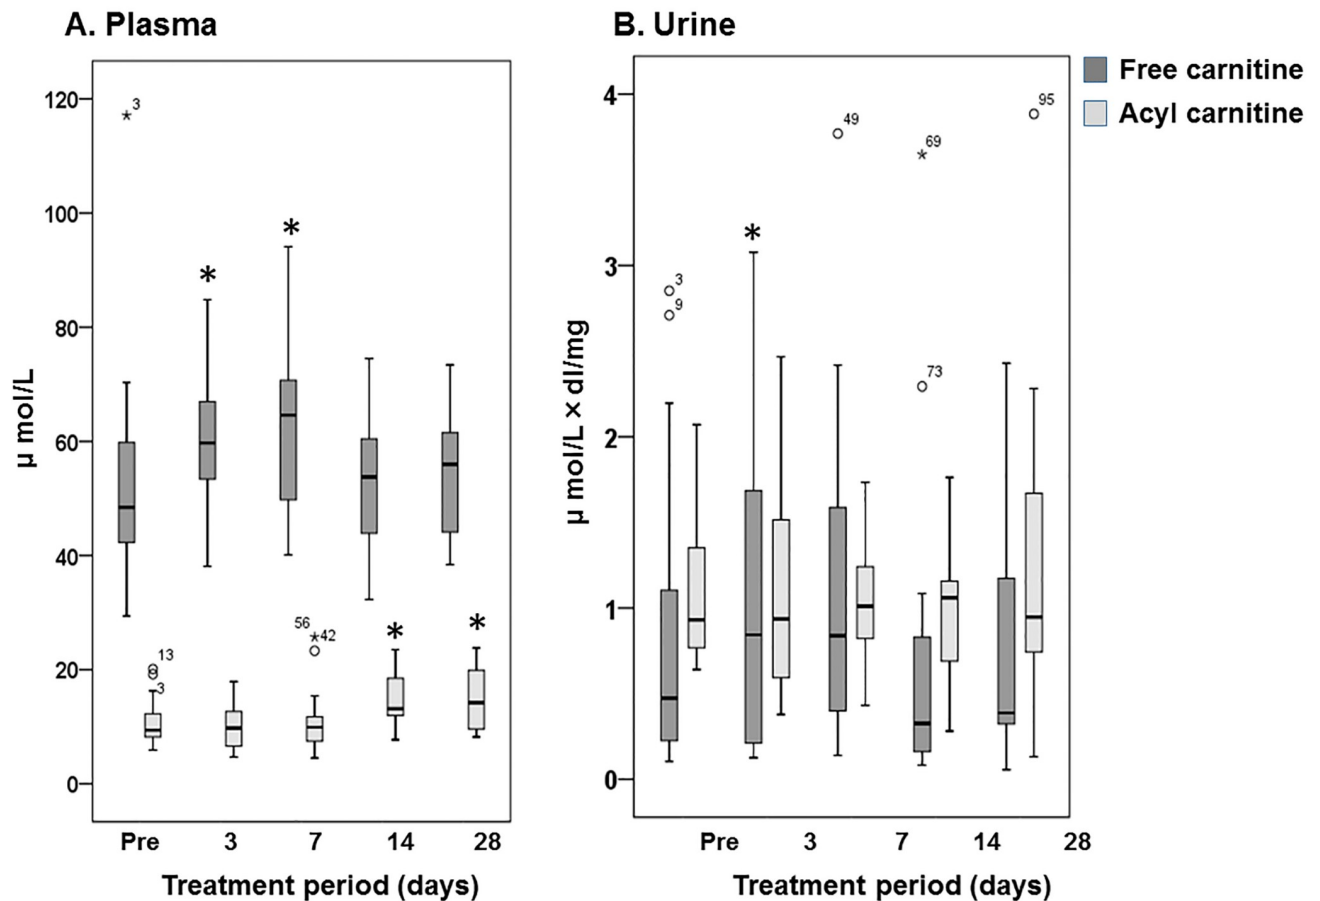 A. Plasma
B. Urine
Free carnitine
Acyl carnitine
μ mol/L
120
100
80
60
40
20
0
*3
*
*
13
3
56 *42
*
*
Pre 3 7 14 28
Treatment period (days)
μ mol/L × dl/mg
4
3
2
1
0
3
9
*
49
*69
73
95
Pre 3 7 14 28
Treatment period (days)